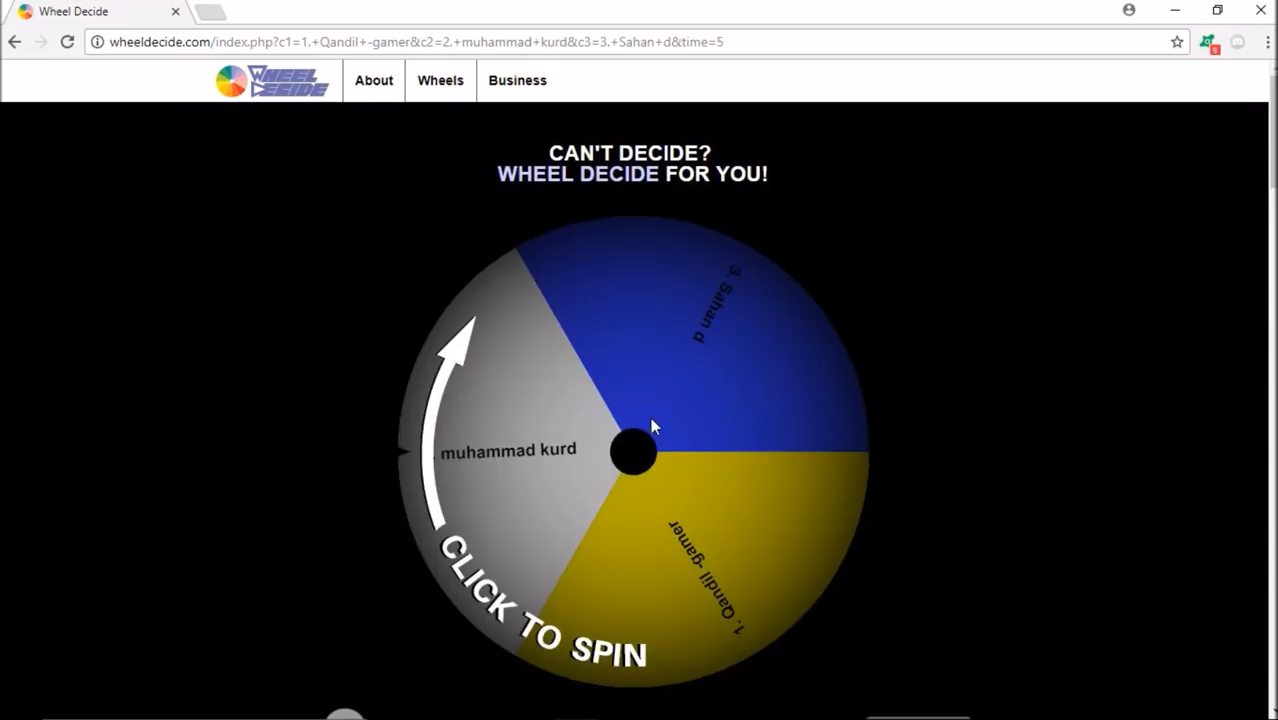 Wheel Decide
wheeldecide.com/index.php?c1=1.+Qandil+-gamer&c2=2.+muhammad+kurd&c3=3.+Sahan+d&time=5
WHEEL DECIDE
About
Wheels
Business
CAN'T DECIDE?
WHEEL DECIDE FOR YOU!
3. Sahan d
muhammad kurd
1. Qandil -gamer
CLICK TO SPIN